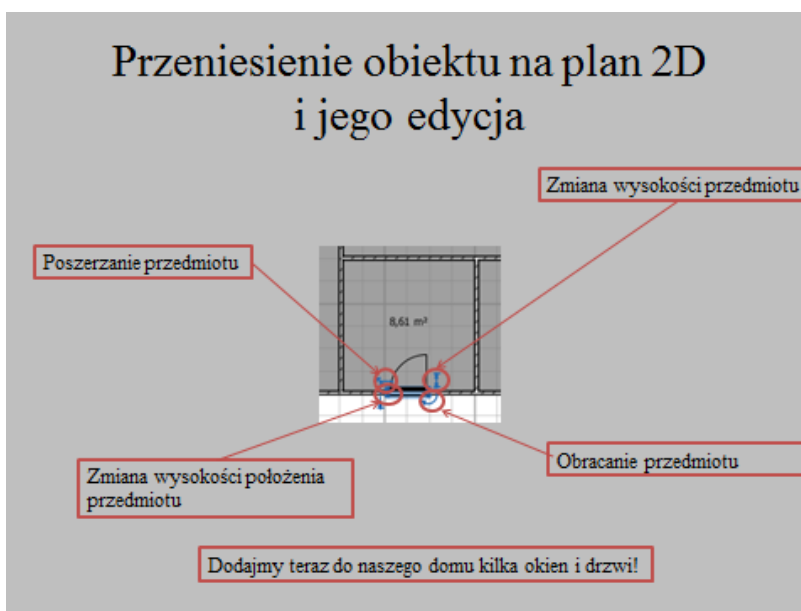 Przeniesienie obiektu na plan 2D
i jego edycja
Zmiana wysokości przedmiotu
Poszerzanie przedmiotu
8,61 m²
Zmiana wysokości położenia
przedmiotu
Obracanie przedmiotu
Dodajmy teraz do naszego domu kilka okien i drzwi!